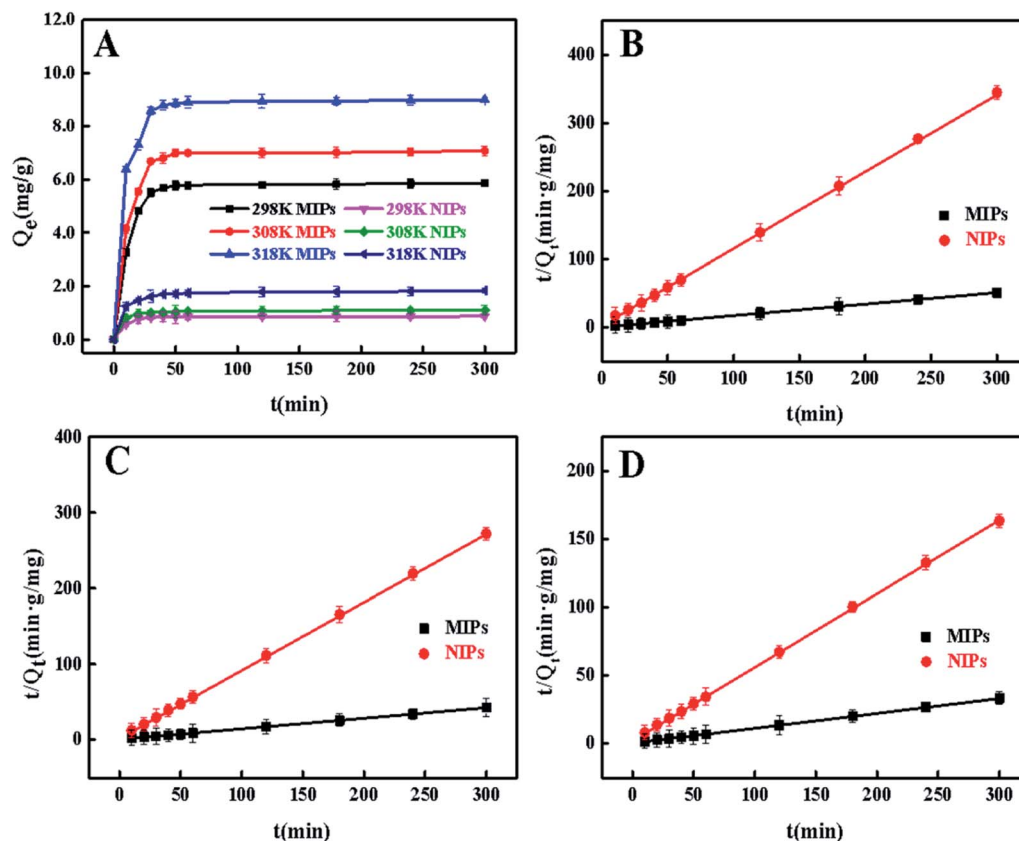 A
12.0
10.0
8.0
6.0
4.0
2.0
0.0
Qe(mg/g)
298K MIPs 298K NIPs
308K MIPs 308K NIPs
318K MIPs 318K NIPs
0 50 100 150 200 250 300
t(min)
B
400
300
200
100
0
t/Qt(min·g/mg)
MIPs
NIPs
0 50 100 150 200 250 300
t(min)
C
400
300
200
100
0
t/Qt(min·g/mg)
MIPs
NIPs
0 50 100 150 200 250 300
t(min)
D
200
150
100
50
0
t/Qt(min·g/mg)
MIPs
NIPs
0 50 100 150 200 250 300
t(min)